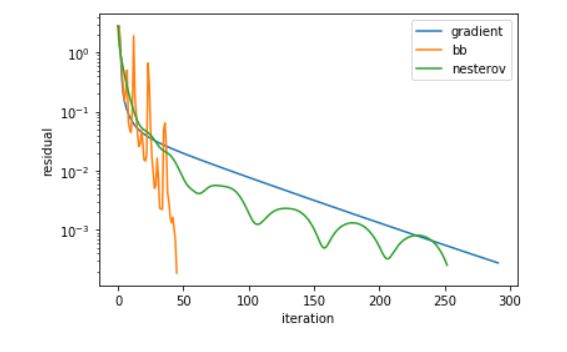 gradient
bb
nesterov
10⁰
10⁻¹
10⁻²
10⁻³
residual
0 50 100 150 200 250 300
iteration